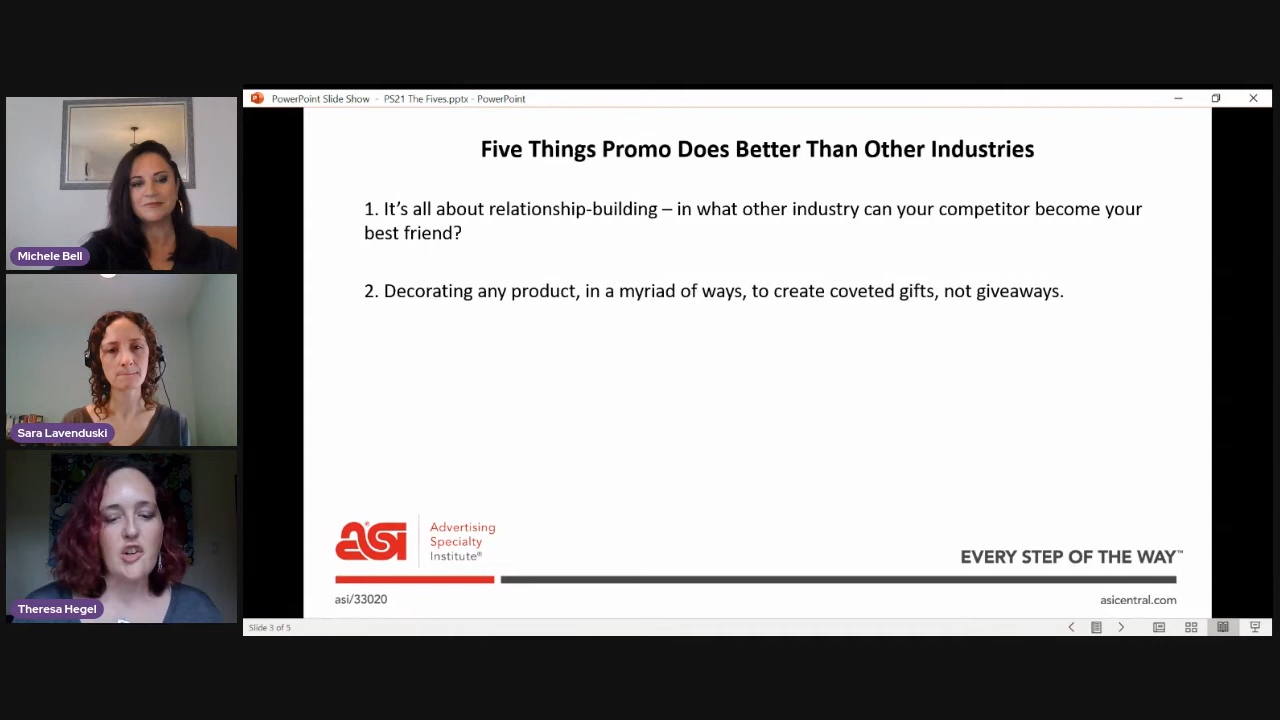 PowerPoint Slide Show - PS21 The Fives.pptx - PowerPoint
Michele Bell
Sara Lavenduski
Theresa Hegel
Five Things Promo Does Better Than Other Industries
1. It's all about relationship-building – in what other industry can your competitor become your
best friend?
2. Decorating any product, in a myriad of ways, to create coveted gifts, not giveaways.
asi®
Advertising
Specialty
Institute®
EVERY STEP OF THE WAY™
asi/33020
asicentral.com
Slide 3 of 5